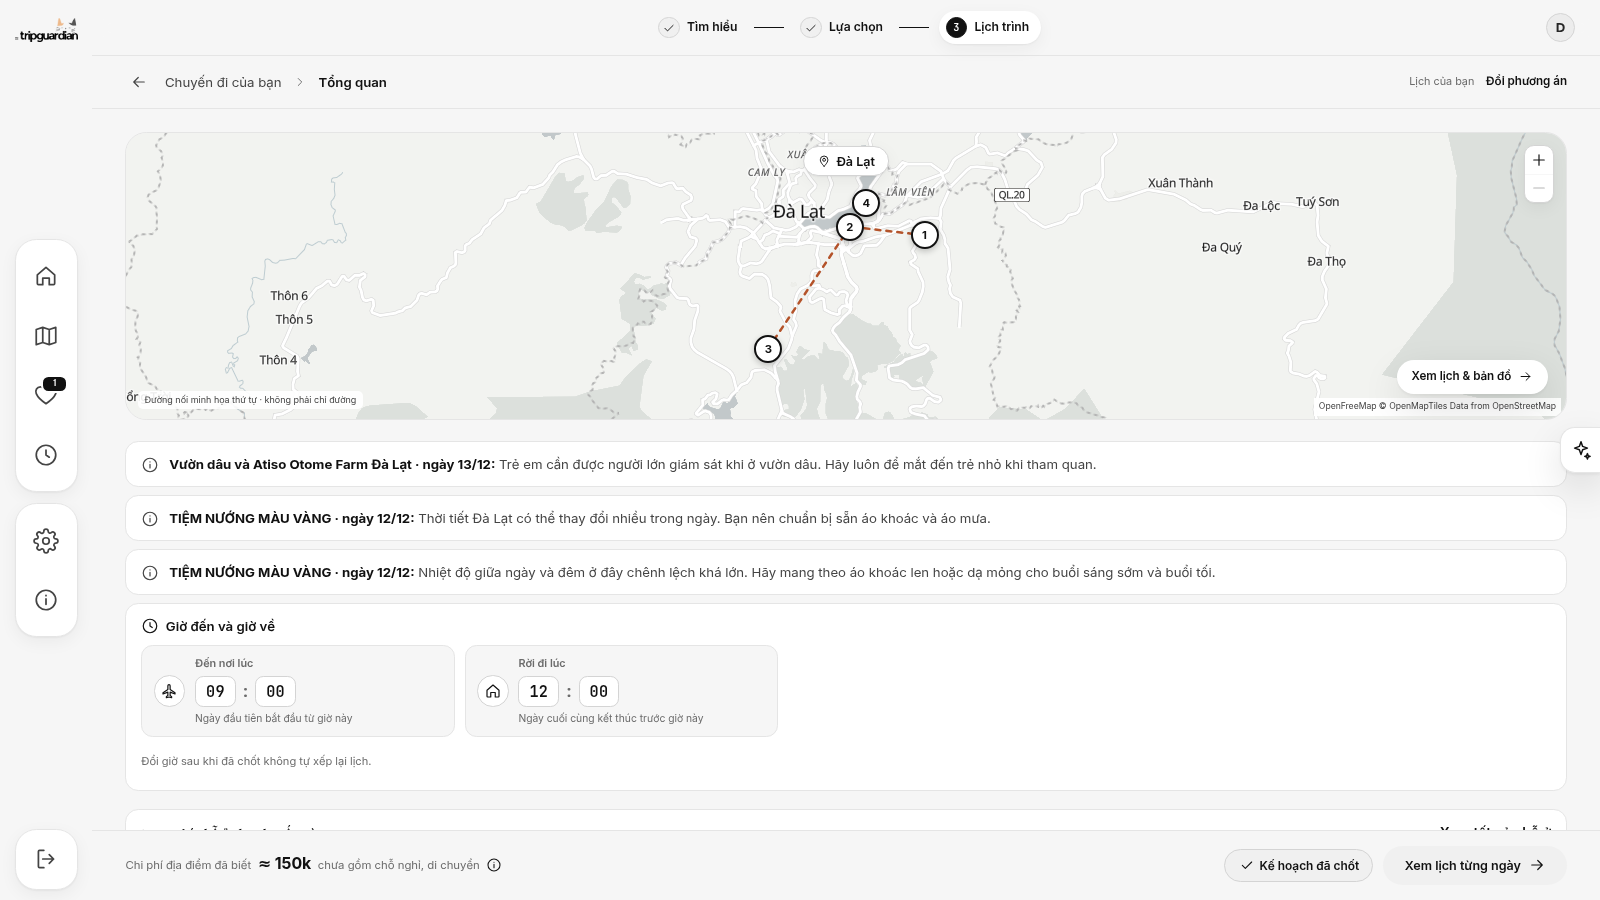 tripguardian
Tìm hiểu
Lựa chọn
3 Lịch trình
D
Chuyến đi của bạn
Tổng quan
Lịch của bạn
Đổi phương án
CAM LY
Đà Lạt
LÂM VIÊN
QL.20
Xuân Thành
Đa Lộc
Tuý Sơn
Đa Quý
Đa Thọ
Đà Lạt
4
2
1
3
Thôn 6
Thôn 5
Thôn 4
1
Đường nối minh họa thứ tự · không phải chỉ đường
Xem lịch & bản đồ
OpenFreeMap © OpenMapTiles Data from OpenStreetMap
Vườn dâu và Atiso Otome Farm Đà Lạt · ngày 13/12: Trẻ em cần được người lớn giám sát khi ở vườn dâu. Hãy luôn để mắt đến trẻ nhỏ khi tham quan.
TIỆM NƯỚNG MÀU VÀNG · ngày 12/12: Thời tiết Đà Lạt có thể thay đổi nhiều trong ngày. Bạn nên chuẩn bị sẵn áo khoác và áo mưa.
TIỆM NƯỚNG MÀU VÀNG · ngày 12/12: Nhiệt độ giữa ngày và đêm ở đây chênh lệch khá lớn. Hãy mang theo áo khoác len hoặc dạ mỏng cho buổi sáng sớm và buổi tối.
Giờ đến và giờ về
Đến nơi lúc
09 : 00
Ngày đầu tiên bắt đầu từ giờ này
Rời đi lúc
12 : 00
Ngày cuối cùng kết thúc trước giờ này
Đổi giờ sau khi đã chốt không tự xếp lại lịch.
Chi phí địa điểm đã biết ≈ 150k chưa gồm chỗ nghỉ, di chuyển
Kế hoạch đã chốt
Xem lịch từng ngày